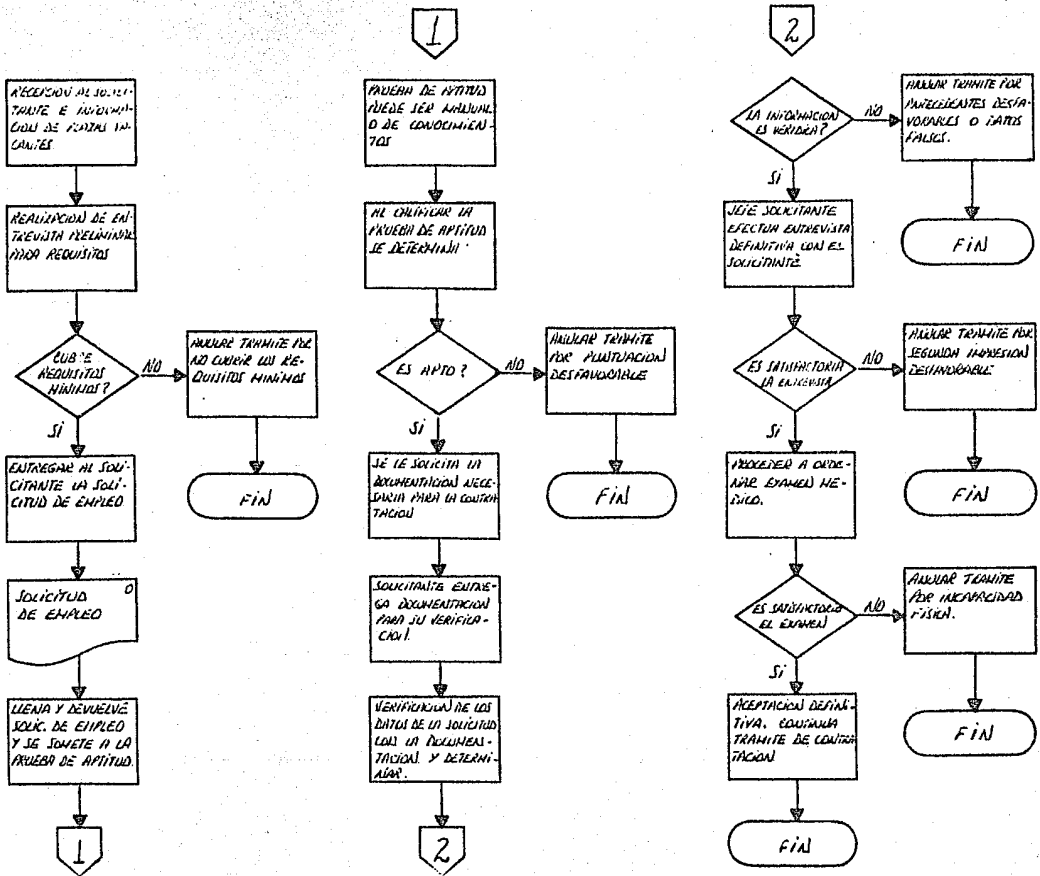 RECEPCION AL SOLICI-
TANTE E INFORMA-
CION DE PLAZAS VA-
CANTES
REALIZACION DE EN-
TREVISTA PRELIMINAR
PARA REQUISITOS
CUBRE
REQUISITOS
MINIMOS?
NO
ANULAR TRAMITE POR
NO CUBRIR LOS RE-
QUISITOS MINIMOS
FIN
SI
ENTREGAR AL SOLI-
CITANTE LA SOLI-
CITUD DE EMPLEO
SOLICITUD O
DE EMPLEO
LLENA Y DEVUELVE
SOLIC. DE EMPLEO
Y SE SOMETE A LA
PRUEBA DE APTITUD.
1
1
PRUEBA DE APTITUD
PUEDE SER MANUAL
O DE CONOCIMIEN-
TOS
AL CALIFICAR LA
PRUEBA DE APTITUD
SE DETERMINA
ES APTO?
NO
ANULAR TRAMITE
POR PUNTUACION
DESFAVORABLE
FIN
SI
SE LE SOLICITA LA
DOCUMENTACION NECE-
SARIA PARA LA CONTRA
TACION
SOLICITANTE ENTRE-
GA DOCUMENTACION
PARA SU VERIFICA-
CION.
VERIFICACION DE LOS
DATOS DE LA SOLICITUD
CON LA DOCUMEN-
TACION Y DETERMI-
NAR.
2
2
LA INFORMACION
ES VERIDICA?
NO
ANULAR TRAMITE POR
ANTECEDENTES DESFA-
VORABLES O DATOS
FALSOS.
FIN
SI
JEFE SOLICITANTE
EFECTUA ENTREVISTA
DEFINITIVA CON EL
SOLICITANTE
ES SATISFACTORIA
LA ENTREVISTA
NO
ANULAR TRAMITE POR
SEGUNDA IMPRESION
DESFAVORABLE
FIN
SI
PROCEDER A ORDE-
NAR EXAMEN ME-
DICO.
ES SATISFACTORIO
EL EXAMEN
NO
ANULAR TRAMITE
POR INCAPACIDAD
FISICA.
FIN
SI
ACEPTACION DEFINI-
TIVA. CONTINUA
TRAMITE DE CONTRA
TACION
FIN